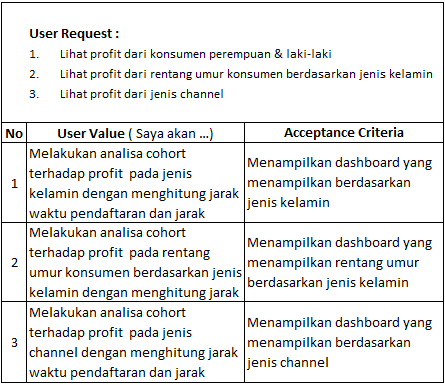 User Request :
1. Lihat profit dari konsumen perempuan & laki-laki
2. Lihat profit dari rentang umur konsumen berdasarkan jenis kelamin
3. Lihat profit dari jenis channel
No User Value ( Saya akan ...) Acceptance Criteria
1
Melakukan analisa cohort
terhadap profit pada jenis
kelamin dengan menghitung jarak
waktu pendaftaran dan jarak
Menampilkan dashboard yang
menampilkan berdasarkan
jenis kelamin
2
Melakukan analisa cohort
terhadap profit pada rentang
umur konsumen berdasarkan jenis
kelamin dengan menghitung jarak
Menampilkan dashboard yang
menampilkan rentang umur
berdasarkan jenis kelamin
3
Melakukan analisa cohort
terhadap profit pada jenis
channel dengan menghitung jarak
waktu pendaftaran dan jarak
Menampilkan dashboard yang
menampilkan berdasarkan
jenis channel